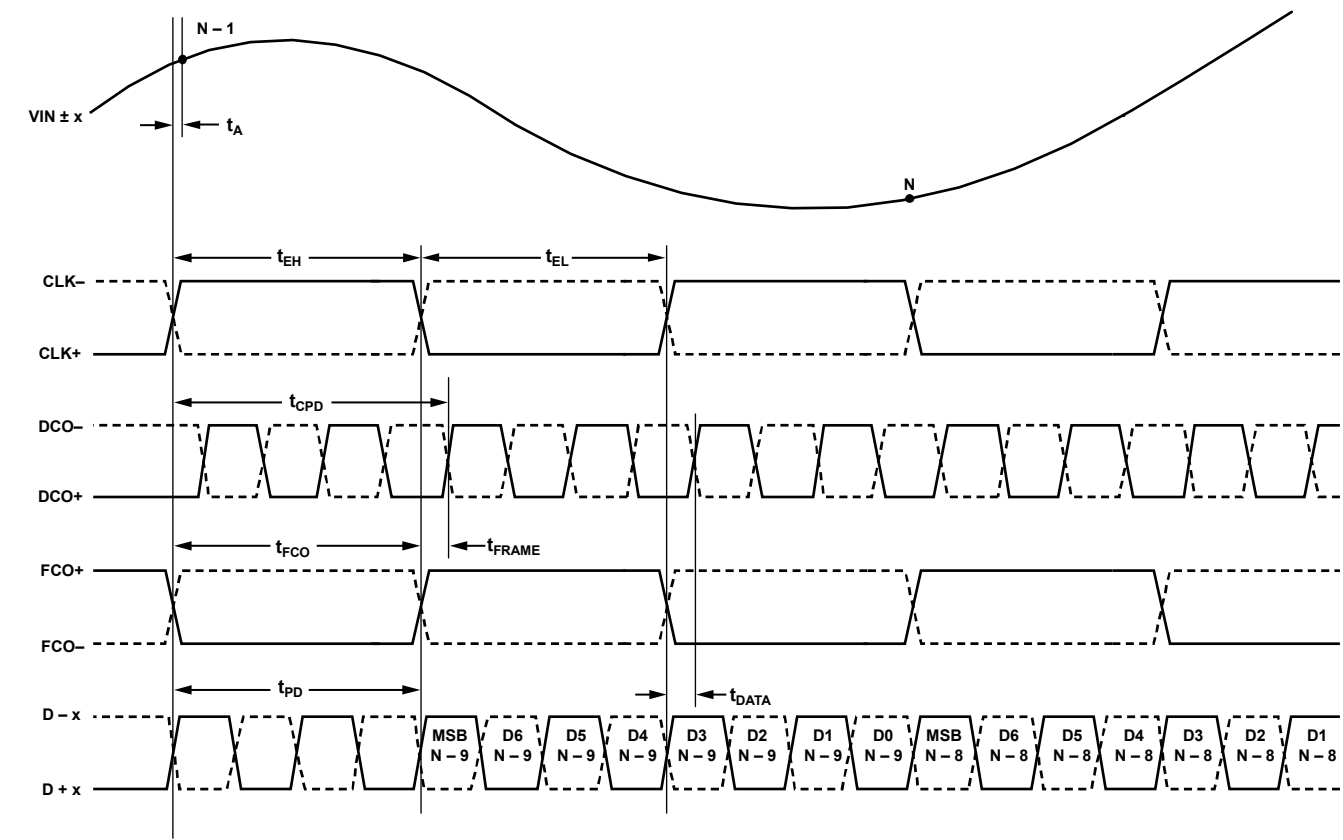 N – 1
VIN ± x
tA
N
tEH
tEL
CLK–
CLK+
tCPD
DCO–
DCO+
tFCO
tFRAME
FCO+
FCO–
tPD
tDATA
D – x
MSB D6 D5 D4 D3 D2 D1 D0 MSB D6 D5 D4 D3 D2 D1
N – 9 N – 9 N – 9 N – 9 N – 9 N – 9 N – 9 N – 9 N – 8 N – 8 N – 8 N – 8 N – 8 N – 8 N – 8
D + x